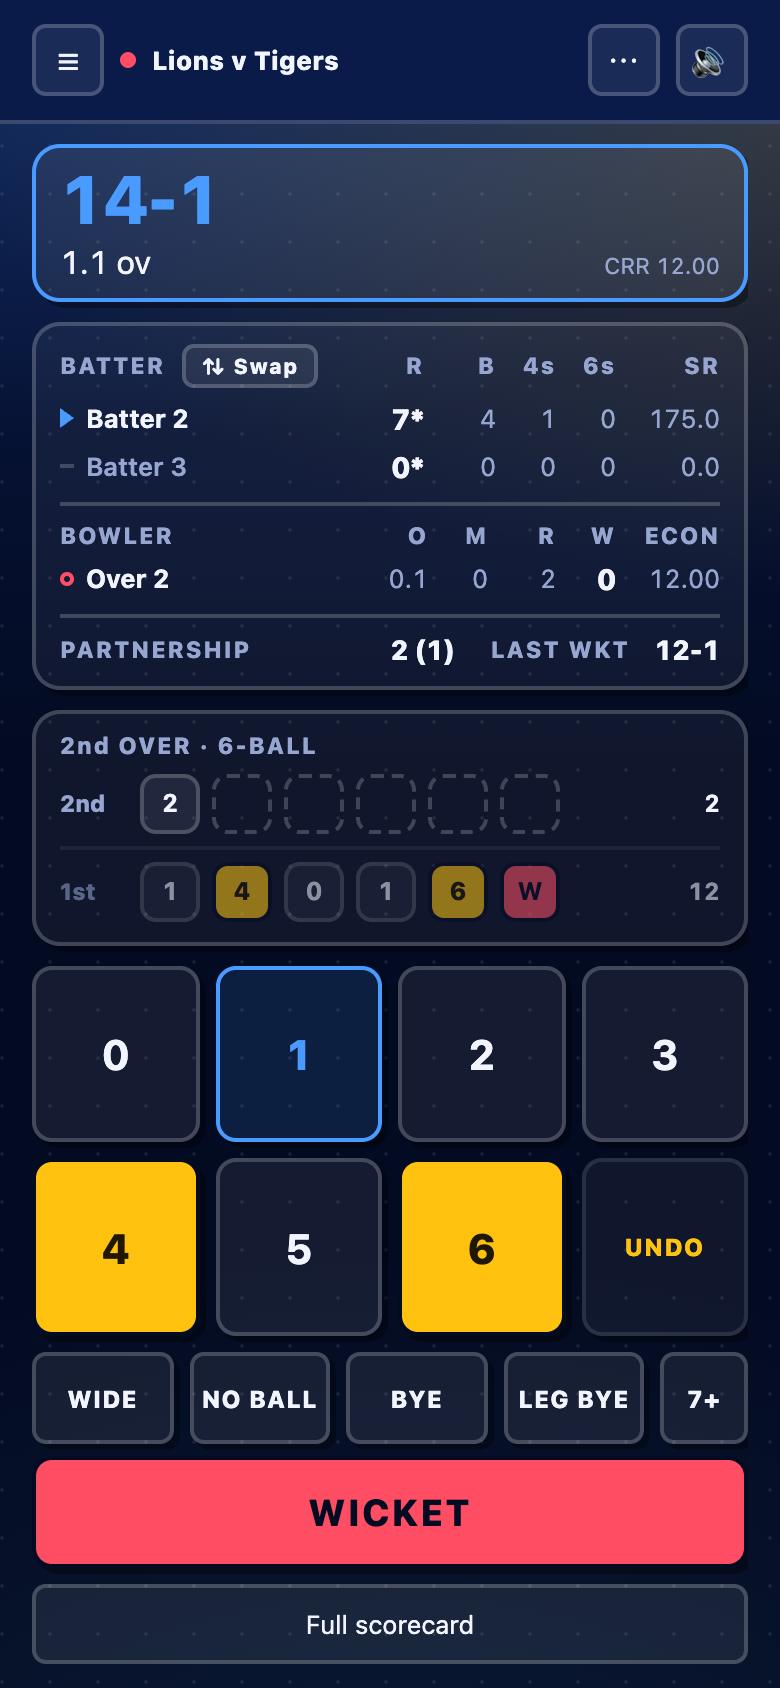 ≡ Lions v Tigers ...
14-1
1.1 ov CRR 12.00
BATTER ⇅ Swap R B 4s 6s SR
Batter 2 7* 4 1 0 175.0
Batter 3 0* 0 0 0 0.0
BOWLER O M R W ECON
Over 2 0.1 0 2 0 12.00
PARTNERSHIP 2 (1) LAST WKT 12-1
2nd OVER · 6-BALL
2nd 2 2
1st 1 4 0 1 6 W 12
0 1 2 3
4 5 6 UNDO
WIDE NO BALL BYE LEG BYE 7+
WICKET
Full scorecard